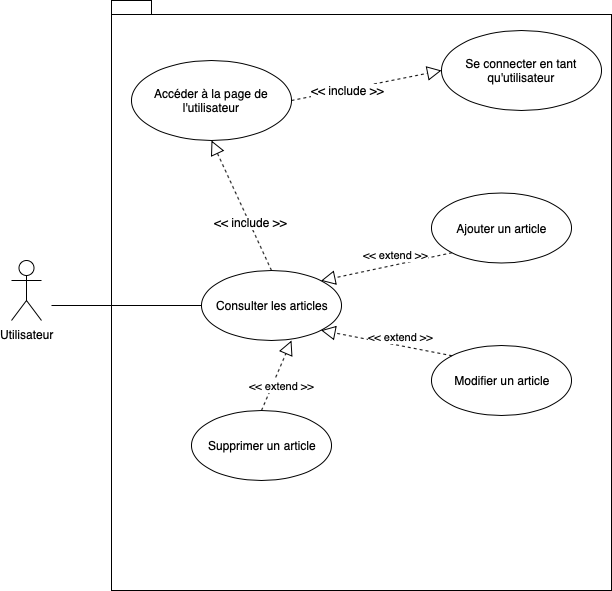 Se connecter en tant
qu'utilisateur
Accéder à la page de
l'utilisateur
<< include >>
<< include >>
Ajouter un article
<< extend >>
Consulter les articles
Utilisateur
<< extend >>
Modifier un article
<< extend >>
Supprimer un article